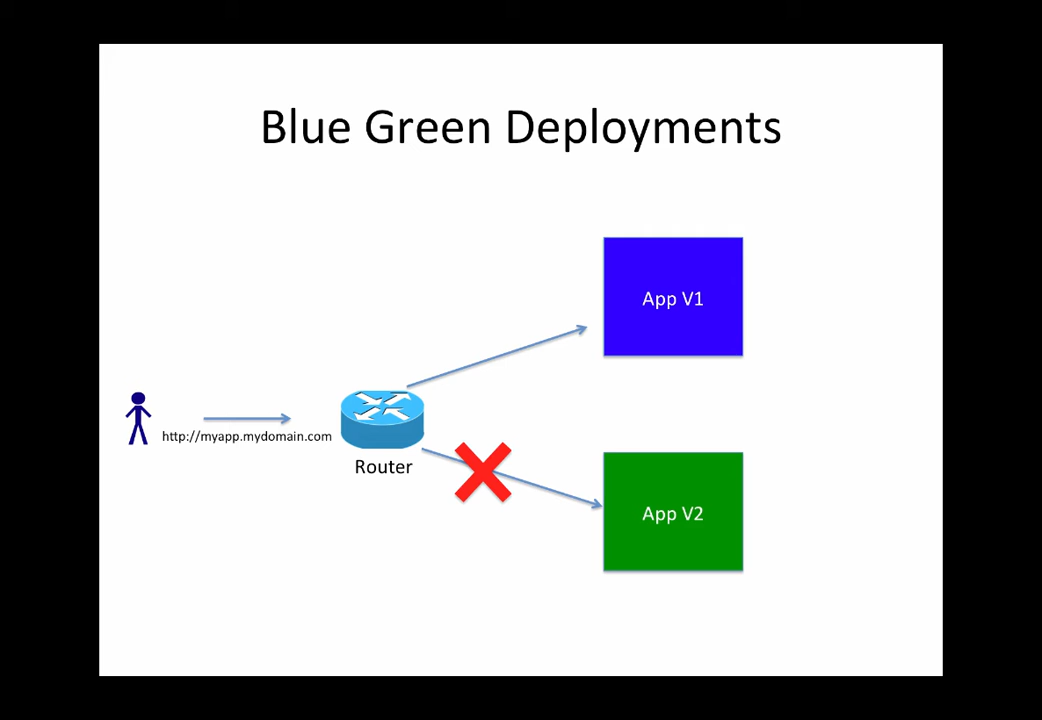 Blue Green Deployments
App V1
http://myapp.mydomain.com
Router
App V2